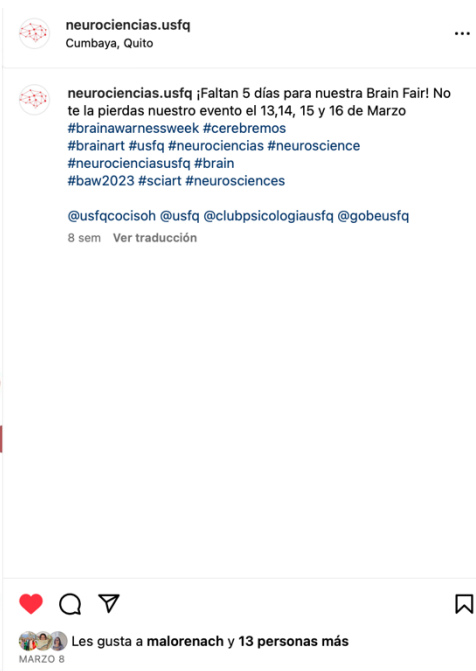 neurociencias.usfq
Cumbaya, Quito
neurociencias.usfq ¡Faltan 5 días para nuestra Brain Fair! No
te la pierdas nuestro evento el 13,14, 15 y 16 de Marzo
#brainawarnessweek #cerebremos
#brainart #usfq #neurociencias #neuroscience
#neurocienciasusfq #brain
#baw2023 #sciart #neurosciences
@usfqcocisoh @usfq @clubpsicologiausfq @gobeusfq
8 sem Ver traducción
Les gusta a malorenach y 13 personas más
MARZO 8